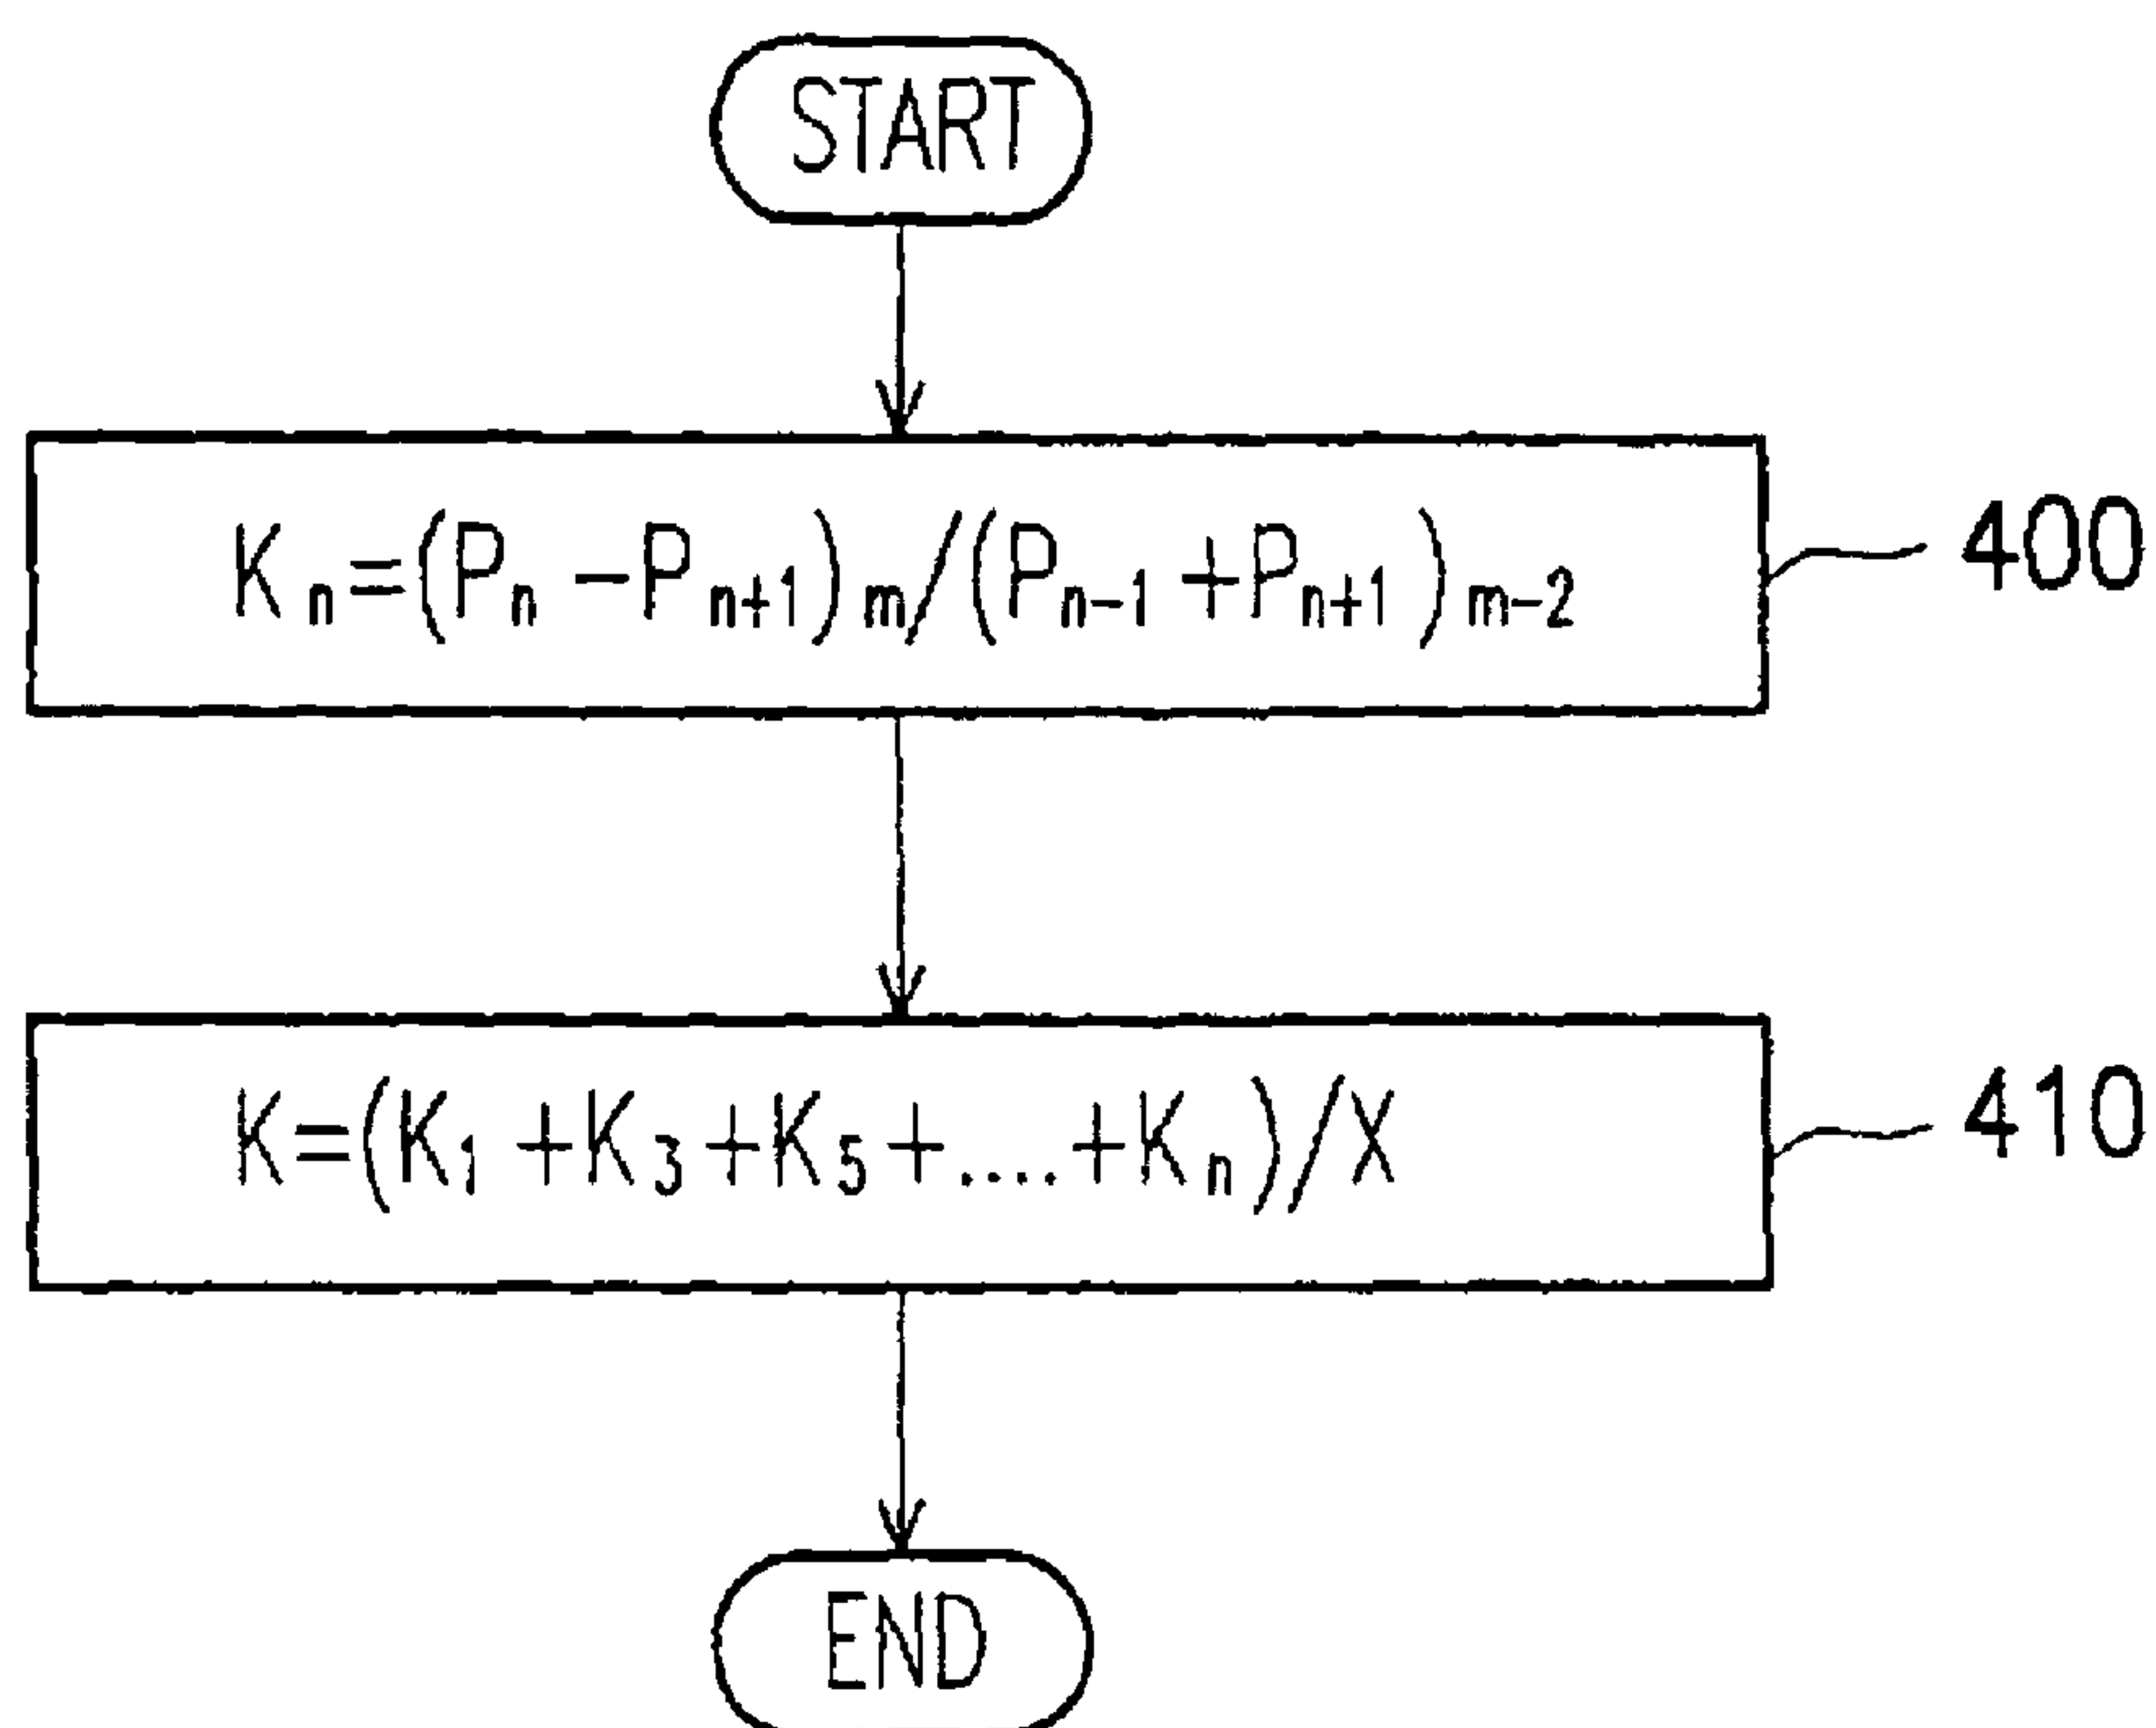 START
Kₙ=(Pₙ-Pₙ₊₁)ₘ/(Pₙ₋₁+Pₙ₊₁)ₘ₋₂
400
K=(K₁+K₃+K₅+....+Kₙ)/X
410
END